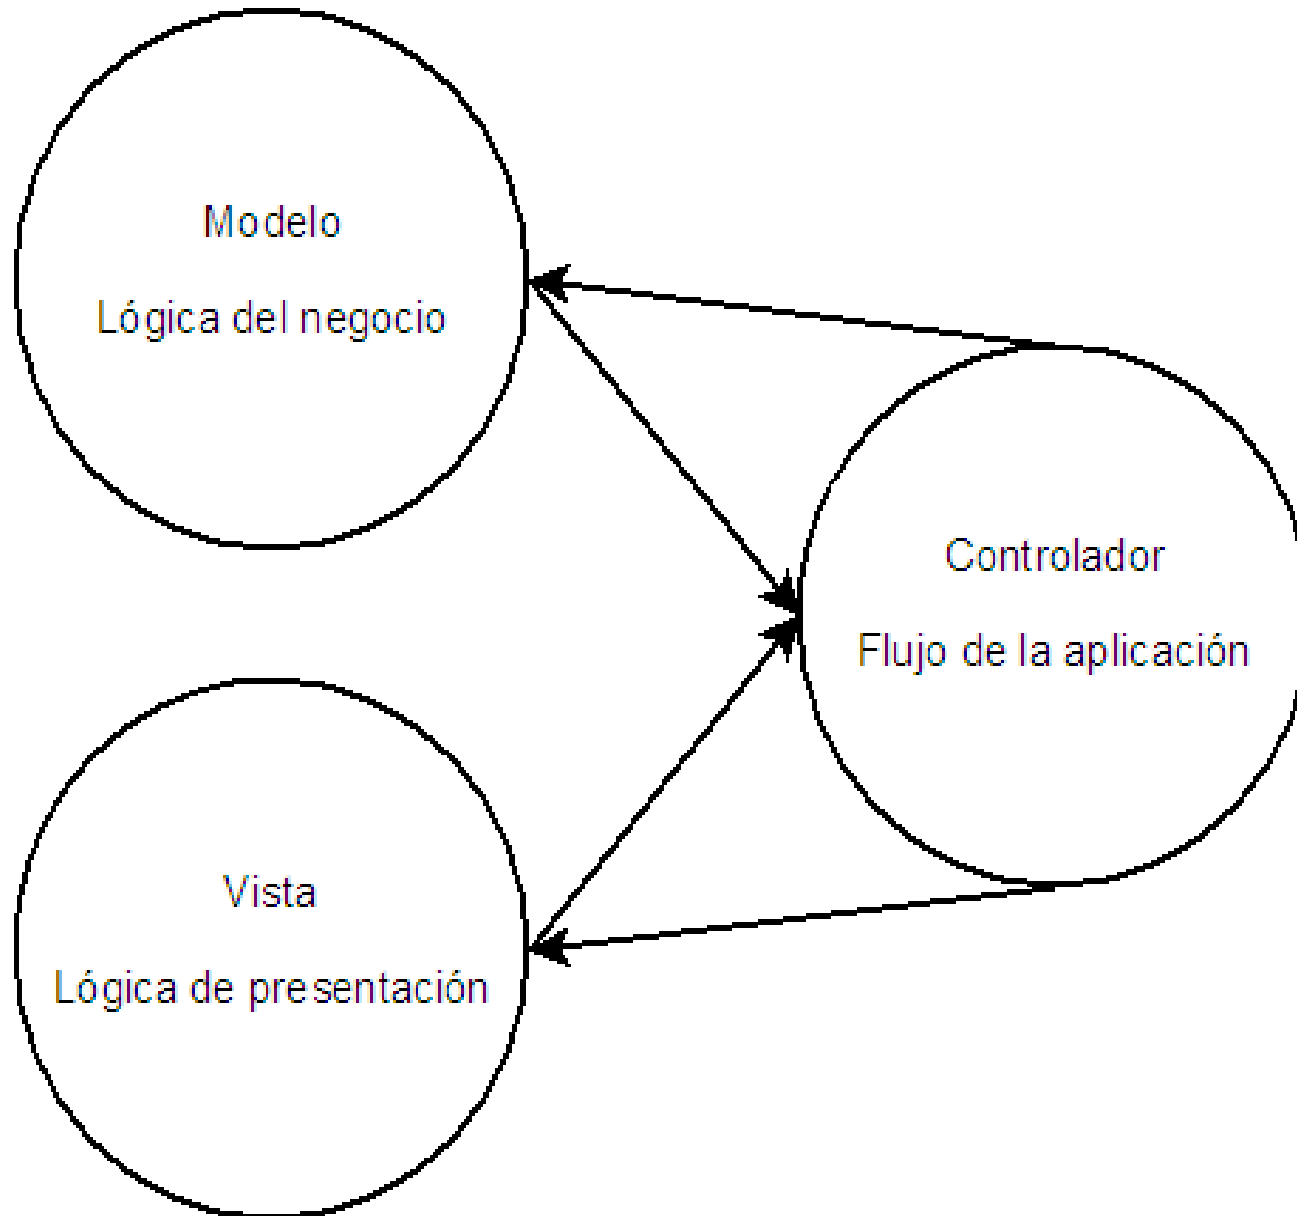 Modelo
Lógica del negocio
Controlador
Flujo de la aplicación
Vista
Lógica de presentación